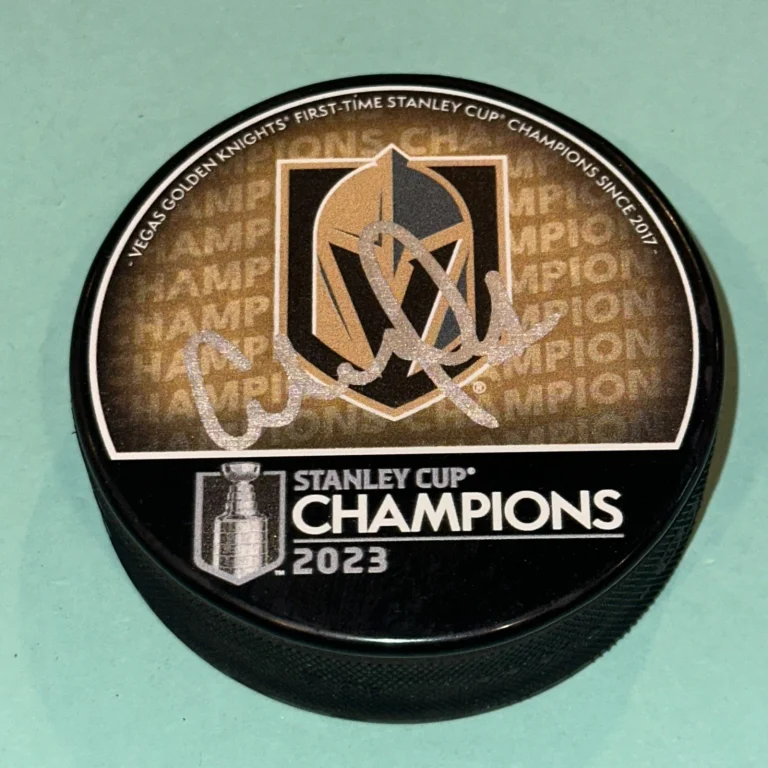 - VEGAS GOLDEN KNIGHTS® FIRST-TIME STANLEY CUP® CHAMPIONS SINCE 2017 -
STANLEY CUP®
CHAMPIONS
2023